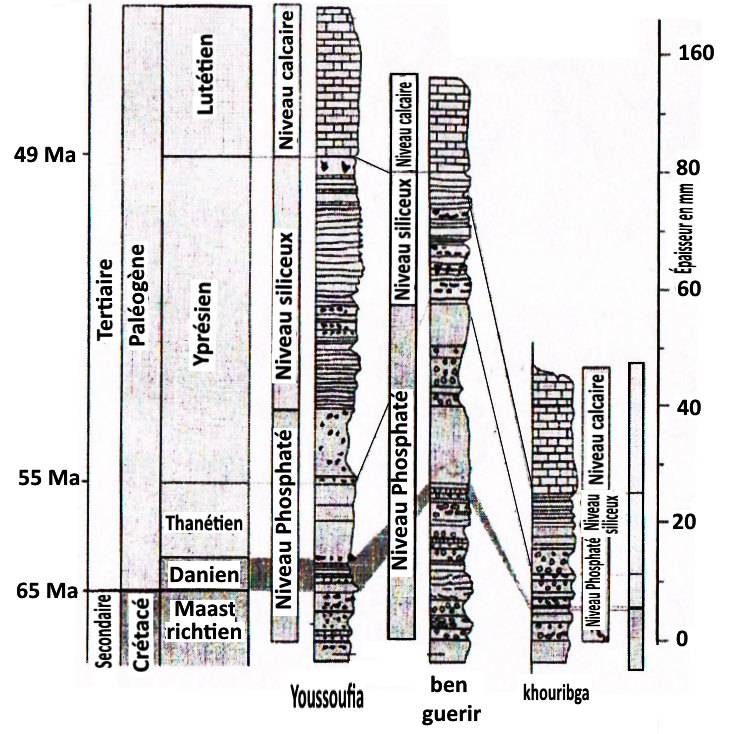 49 Ma
55 Ma
65 Ma
Tertiaire
Secondaire
Paléogène
Crétacé
Lutétien
Yprésien
Thanétien
Danien
Maast
richtien
Niveau calcaire
Niveau siliceux
Niveau Phosphaté
Niveau calcaire
Niveau siliceux
Niveau Phosphaté
Niveau calcaire
Niveau
siliceux
Niveau Phosphaté
160
80
60
40
20
0
Épaisseur en mm
Youssoufia
ben
guerir
khouribga